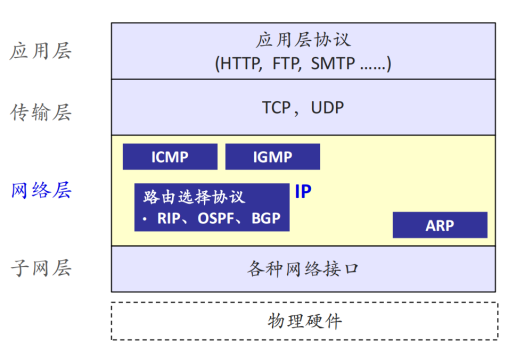 应用层
应用层协议
(HTTP, FTP, SMTP ……)
传输层
TCP，UDP
ICMP
IGMP
网络层
路由选择协议
· RIP、OSPF、BGP
IP
ARP
子网层
各种网络接口
物理硬件